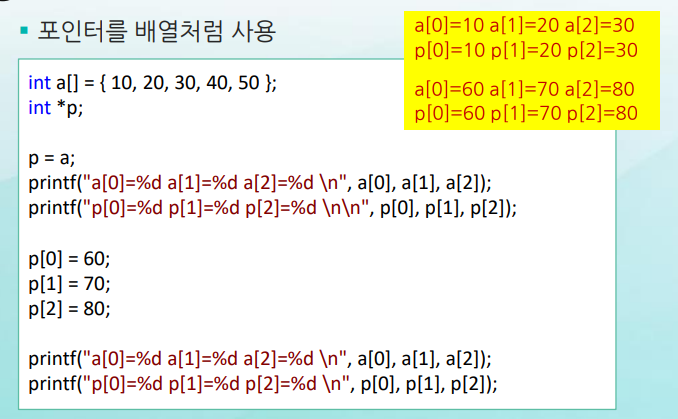 ▪ 포인터를 배열처럼 사용
a[0]=10 a[1]=20 a[2]=30
p[0]=10 p[1]=20 p[2]=30
a[0]=60 a[1]=70 a[2]=80
p[0]=60 p[1]=70 p[2]=80
int a[] = { 10, 20, 30, 40, 50 };
int *p;
p = a;
printf("a[0]=%d a[1]=%d a[2]=%d \n", a[0], a[1], a[2]);
printf("p[0]=%d p[1]=%d p[2]=%d \n\n", p[0], p[1], p[2]);
p[0] = 60;
p[1] = 70;
p[2] = 80;
printf("a[0]=%d a[1]=%d a[2]=%d \n", a[0], a[1], a[2]);
printf("p[0]=%d p[1]=%d p[2]=%d \n", p[0], p[1], p[2]);